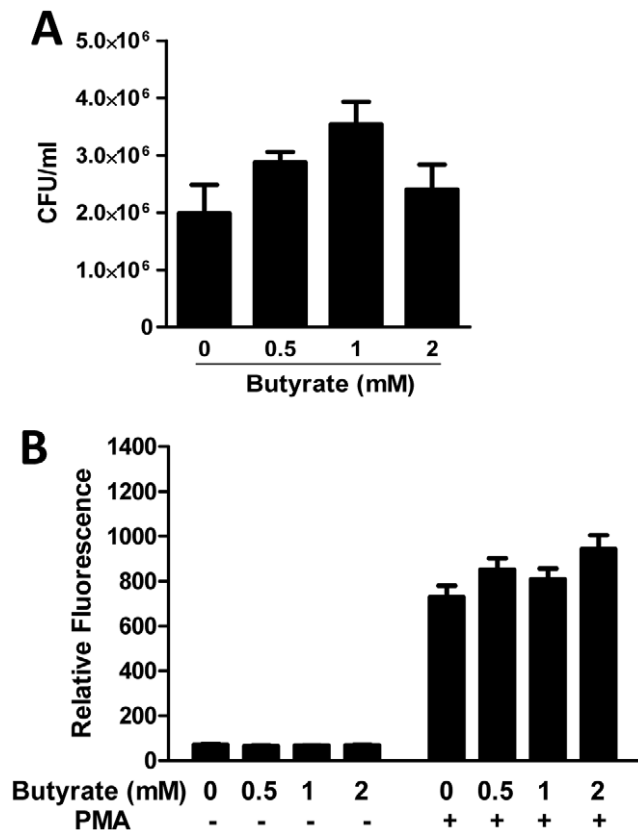 A
5.0×10⁶
4.0×10⁶
3.0×10⁶
2.0×10⁶
1.0×10⁶
0
CFU/ml
0 0.5 1 2
Butyrate (mM)
B
1400
1200
1000
800
600
400
200
0
Relative Fluorescence
Butyrate (mM) 0 0.5 1 2 0 0.5 1 2
PMA - - - - + + + +